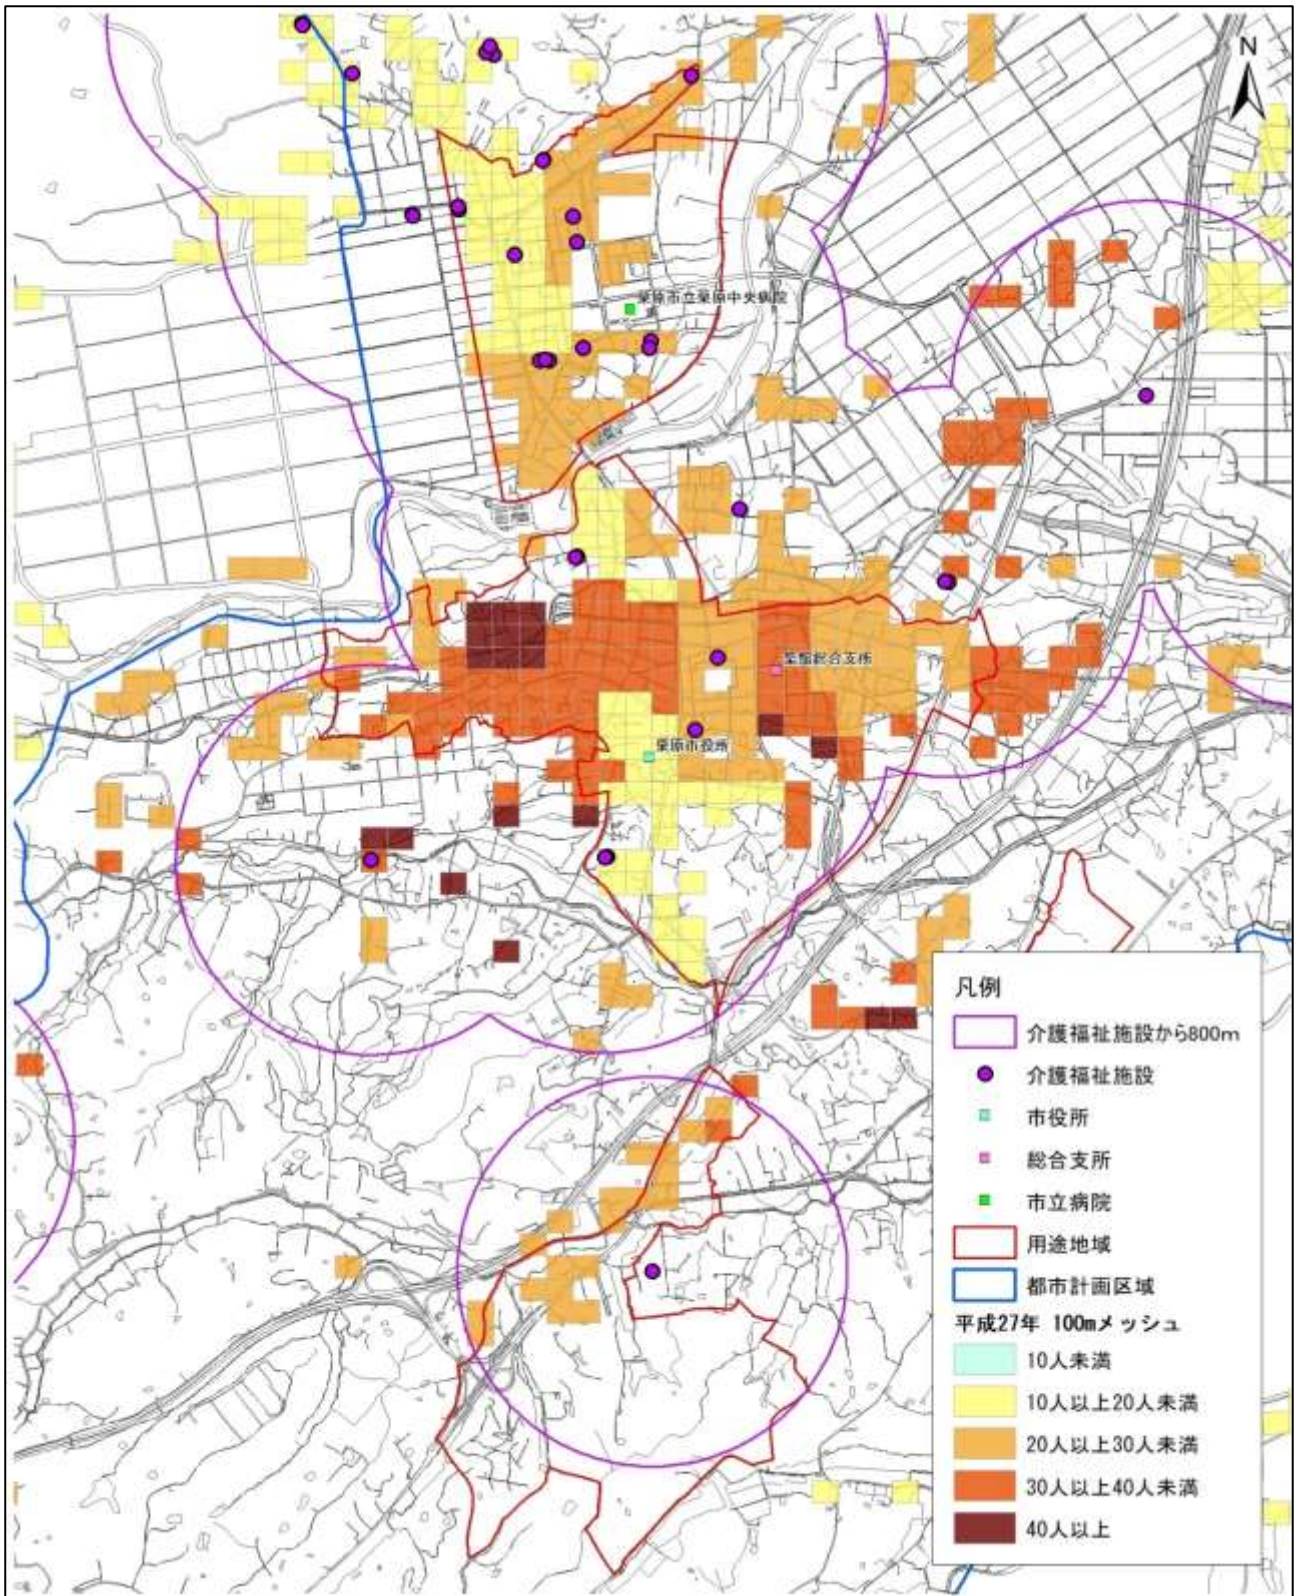 N
栗原市立栗原中央病院
築館総合支所
栗原市役所
凡例
介護福祉施設から800m
介護福祉施設
市役所
総合支所
市立病院
用途地域
都市計画区域
平成27年 100mメッシュ
10人未満
10人以上20人未満
20人以上30人未満
30人以上40人未満
40人以上